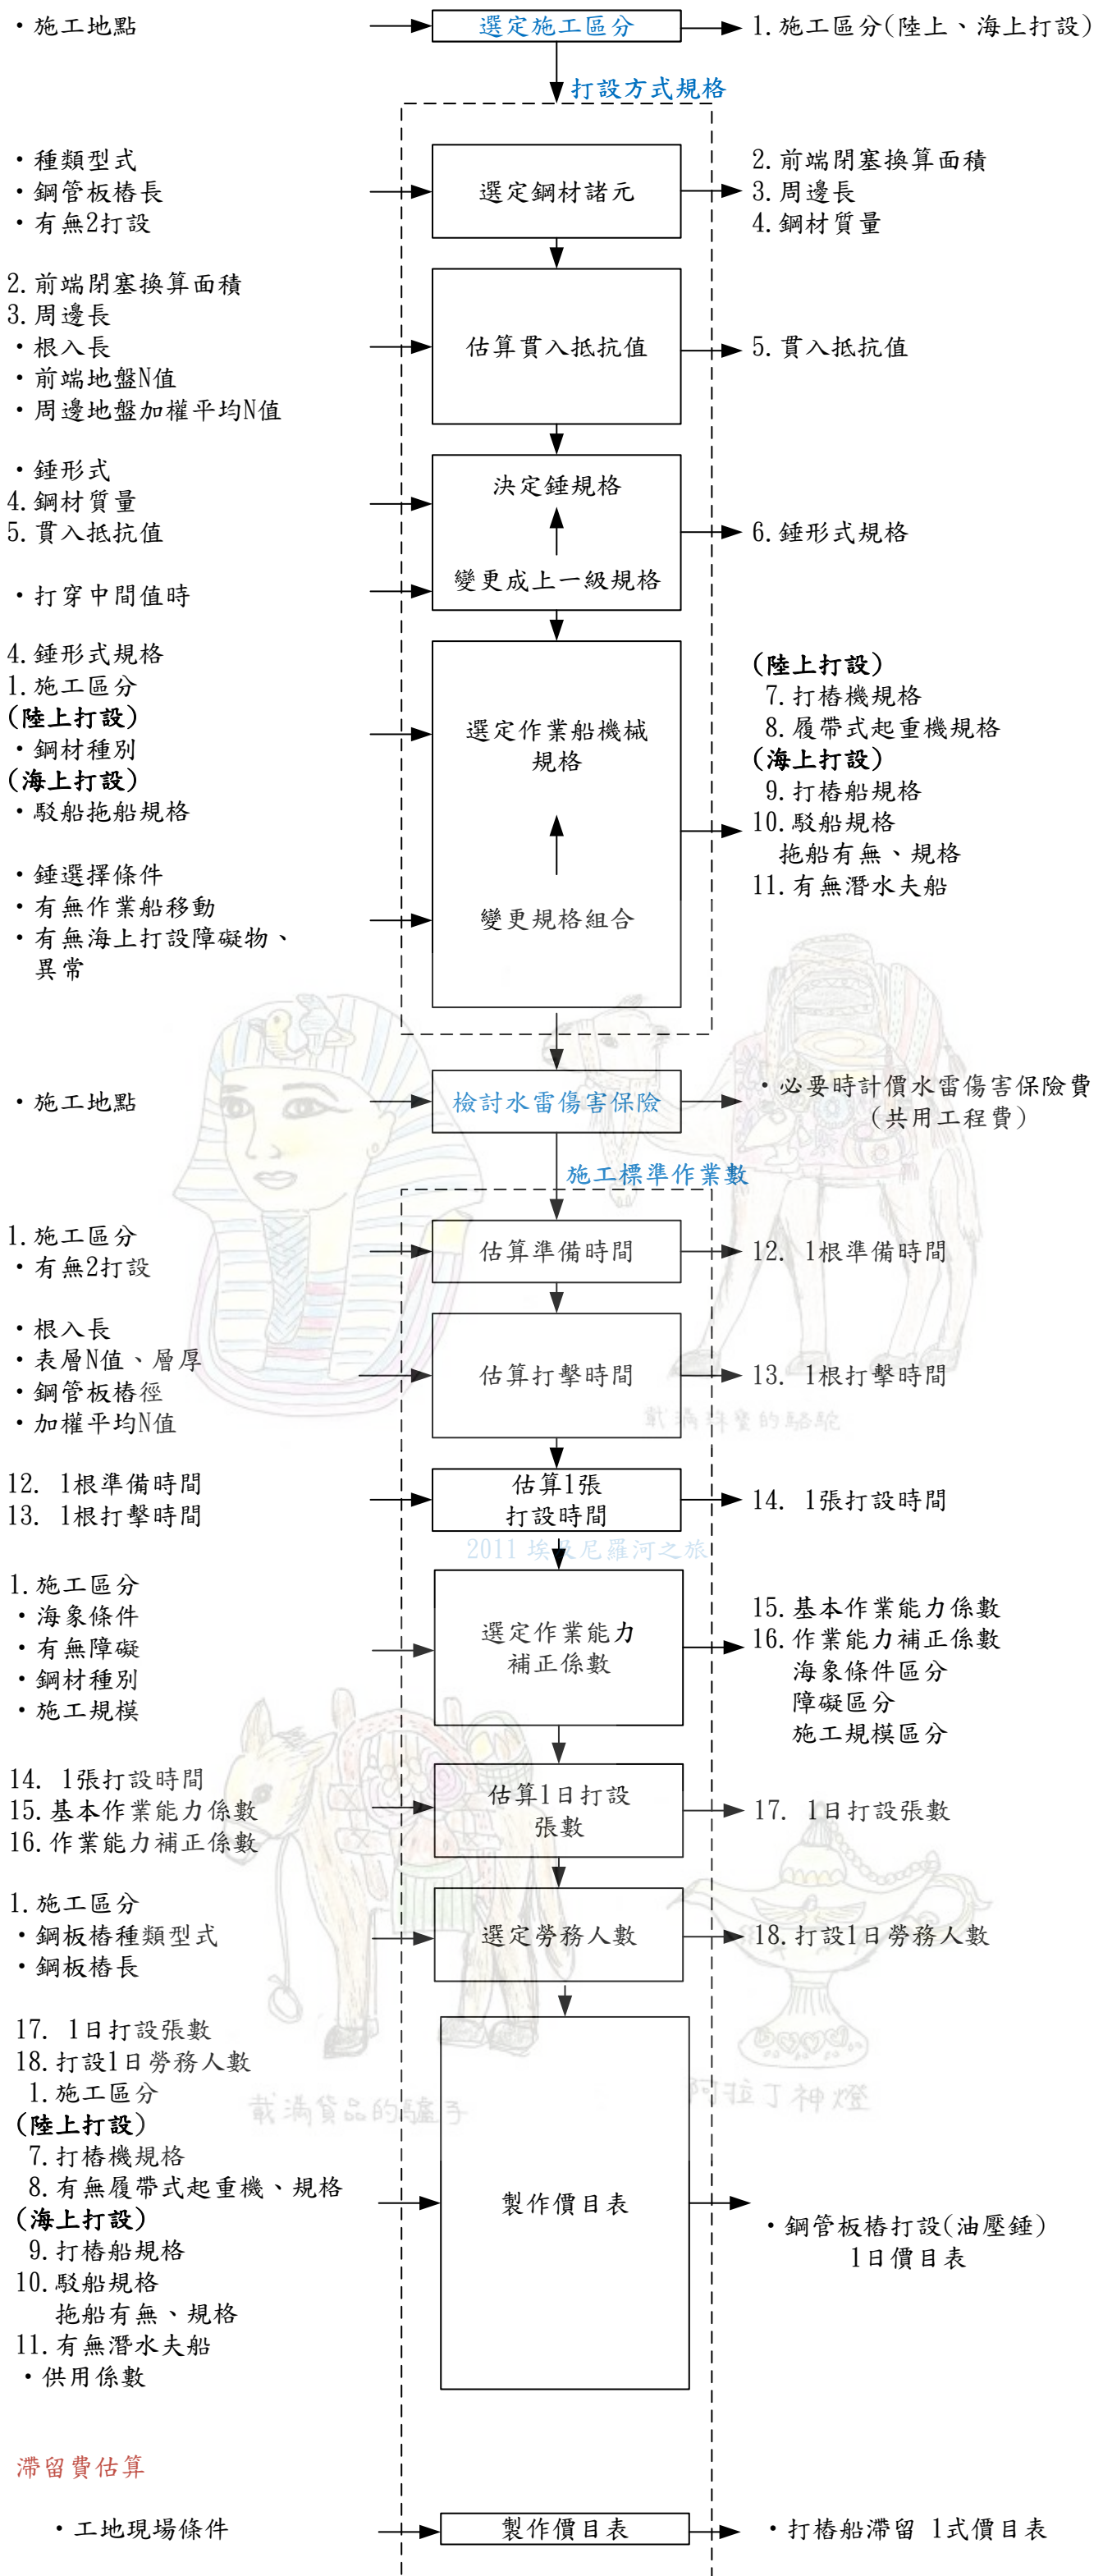 ・施工地點
選定施工區分
1.施工區分(陸上、海上打設)
打設方式規格
・種類型式
・鋼管板樁長
・有無2打設
選定鋼材諸元
2.前端閉塞換算面積
3.周邊長
4.鋼材質量
2.前端閉塞換算面積
3.周邊長
・根入長
・前端地盤N值
・周邊地盤加權平均N值
估算貫入抵抗值
5.貫入抵抗值
・錘形式
4.鋼材質量
5.貫入抵抗值
・打穿中間值時
決定錘規格
變更成上一級規格
6.錘形式規格
4.錘形式規格
1.施工區分
(陸上打設)
・鋼材種別
(海上打設)
・駁船拖船規格
・錘選擇條件
・有無作業船移動
・有無海上打設障礙物、
異常
選定作業船機械
規格
變更規格組合
(陸上打設)
7.打樁機規格
8.履帶式起重機規格
(海上打設)
9.打樁船規格
10.駁船規格
拖船有無、規格
11.有無潛水夫船
・施工地點
檢討水雷傷害保險
・必要時計價水雷傷害保險費
(共用工程費)
施工標準作業數
1.施工區分
・有無2打設
估算準備時間
12. 1根準備時間
・根入長
・表層N值、層厚
・鋼管板樁徑
・加權平均N值
估算打擊時間
13. 1根打擊時間
載滿珠寶的駱駝
12. 1根準備時間
13. 1根打擊時間
估算1張
打設時間
14. 1張打設時間
2011 埃及尼羅河之旅
1.施工區分
・海象條件
・有無障礙
・鋼材種別
・施工規模
選定作業能力
補正係數
15.基本作業能力係數
16.作業能力補正係數
海象條件區分
障礙區分
施工規模區分
14. 1張打設時間
15.基本作業能力係數
16.作業能力補正係數
估算1日打設
張數
17. 1日打設張數
1.施工區分
・鋼板樁種類型式
・鋼板樁長
選定勞務人數
18.打設1日勞務人數
載滿貨品的驢子
阿拉丁神燈
17. 1日打設張數
18.打設1日勞務人數
1.施工區分
(陸上打設)
7.打樁機規格
8.有無履帶式起重機、規格
(海上打設)
9.打樁船規格
10.駁船規格
拖船有無、規格
11.有無潛水夫船
・供用係數
製作價目表
・鋼管板樁打設(油壓錘)
1日價目表
滯留費估算
・工地現場條件
製作價目表
・打樁船滯留 1式價目表